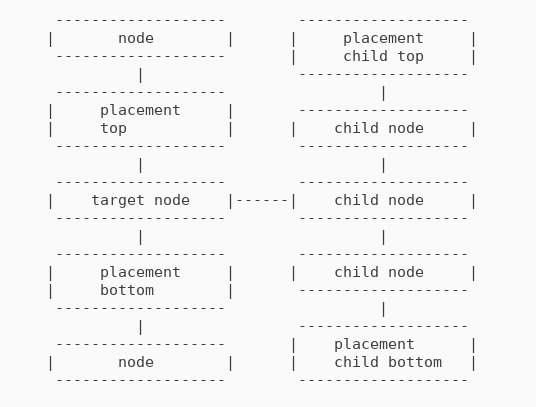 node
placement
top
target node
placement
bottom
node
placement
child top
child node
child node
child node
placement
child bottom